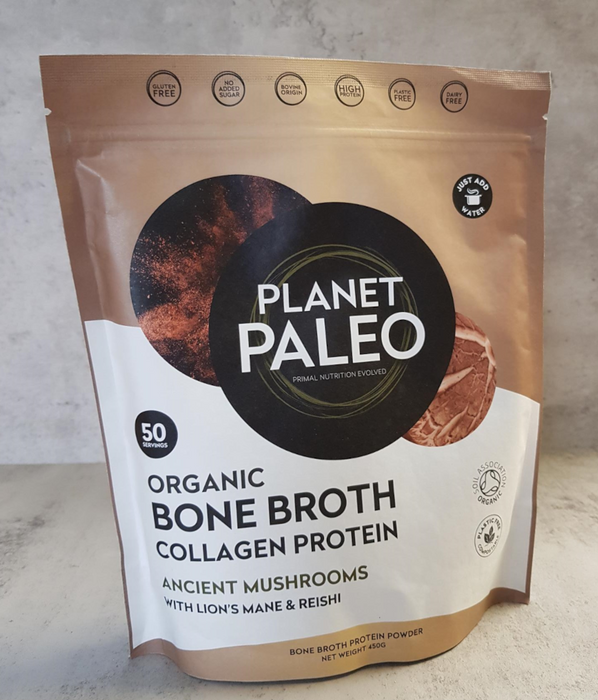 GLUTEN
FREE
NO
ADDED
SUGAR
BOVINE
ORIGIN
HIGH
PROTEIN
PLASTIC
FREE
DAIRY
FREE
JUST ADD
WATER
PLANET
PALEO
PRIMAL NUTRITION EVOLVED
50
SERVINGS
ORGANIC
BONE BROTH
COLLAGEN PROTEIN
ANCIENT MUSHROOMS
WITH LION'S MANE & REISHI
SOIL ASSOCIATION
ORGANIC
PLASTIC FREE
BONE BROTH PROTEIN POWDER
NET WEIGHT 450G